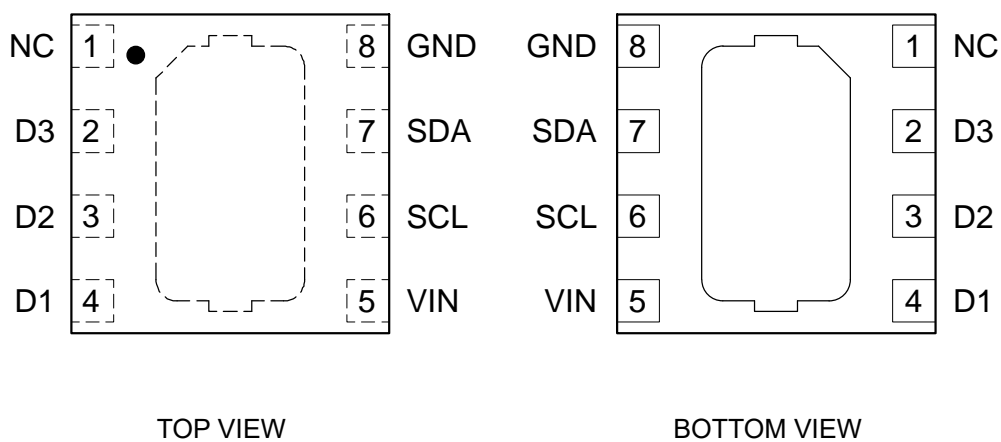 NC 1 8 GND
D3 2 7 SDA
D2 3 6 SCL
D1 4 5 VIN
TOP VIEW
GND 8 1 NC
SDA 7 2 D3
SCL 6 3 D2
VIN 5 4 D1
BOTTOM VIEW